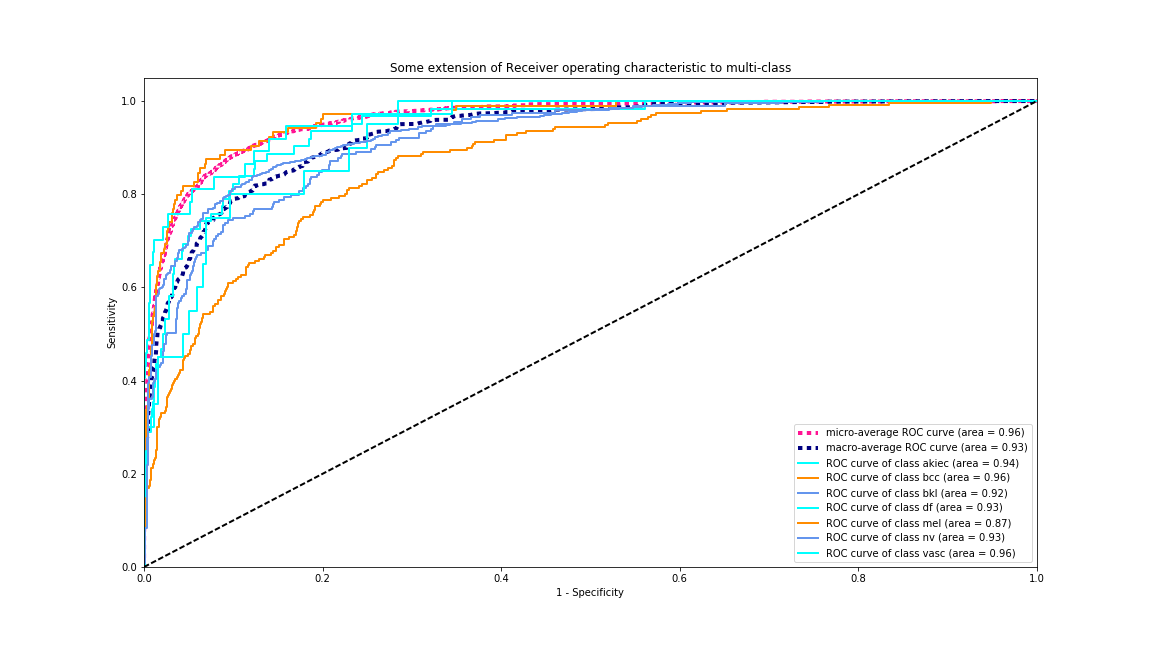 Some extension of Receiver operating characteristic to multi-class
1.0
0.8
0.6
0.4
0.2
0.0
Sensitivity
micro-average ROC curve (area = 0.96)
macro-average ROC curve (area = 0.93)
ROC curve of class akiec (area = 0.94)
ROC curve of class bcc (area = 0.96)
ROC curve of class bkl (area = 0.92)
ROC curve of class df (area = 0.93)
ROC curve of class mel (area = 0.87)
ROC curve of class nv (area = 0.93)
ROC curve of class vasc (area = 0.96)
0.0 0.2 0.4 0.6 0.8 1.0
1 - Specificity